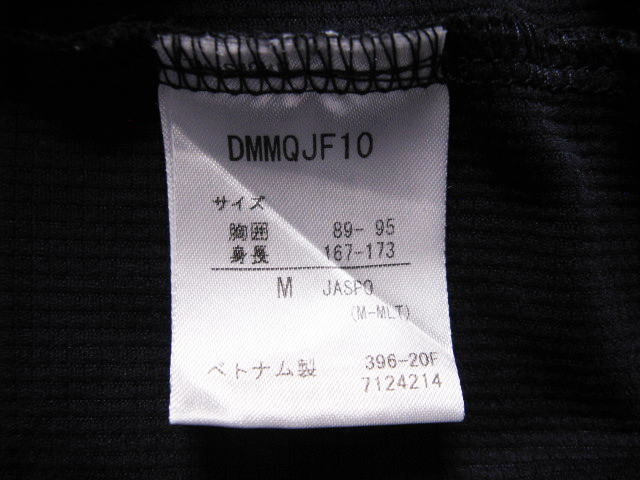 DMMQJF10
サイズ
胸囲 89- 95
身長 167-173
M JASPO
(M-MLT)
ベトナム製 396-20F
7124214